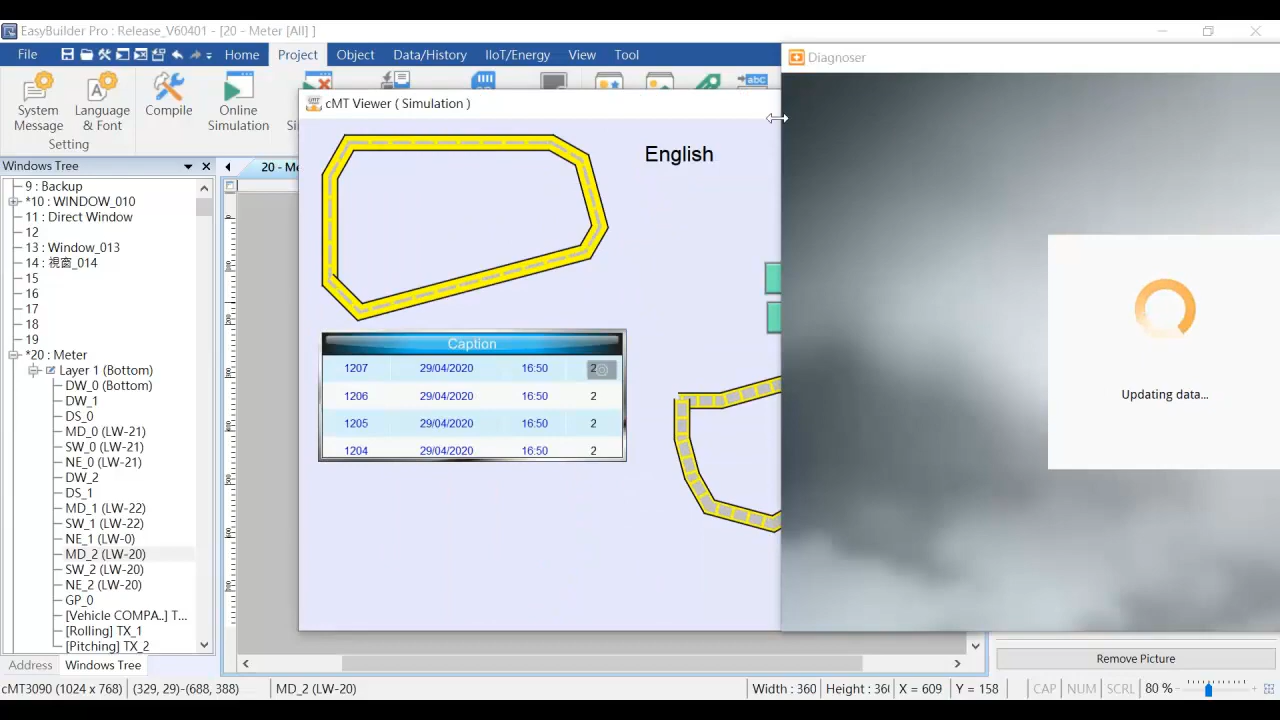 EasyBuilder Pro : Release_V60401 - [20 - Meter [All] ]
File Home Project Object Data/History IIoT/Energy View Tool
System Message
Language & Font
Compile
Online Simulation
Setting
Windows Tree
20 - M
cMT Viewer ( Simulation )
Diagnoser
9 : Backup
*10 : WINDOW_010
11 : Direct Window
12
13 : Window_013
14 : 視窗_014
15
16
17
18
19
*20 : Meter
Layer 1 (Bottom)
DW_0 (Bottom)
DW_1
DS_0
MD_0 (LW-21)
SW_0 (LW-21)
NE_0 (LW-21)
DW_2
DS_1
MD_1 (LW-22)
SW_1 (LW-22)
NE_1 (LW-0)
MD_2 (LW-20)
SW_2 (LW-20)
NE_2 (LW-20)
GP_0
[Vehicle COMPA..] T...
[Rolling] TX_1
[Pitching] TX_2
Address Windows Tree
English
Caption
1207 29/04/2020 16:50 2
1206 29/04/2020 16:50 2
1205 29/04/2020 16:50 2
1204 29/04/2020 16:50 2
Updating data...
Remove Picture
cMT3090 (1024 x 768) (329, 29)-(688, 388) MD_2 (LW-20) Width : 360 Height : 36 X = 609 Y = 158 CAP NUM SCRL 80 %